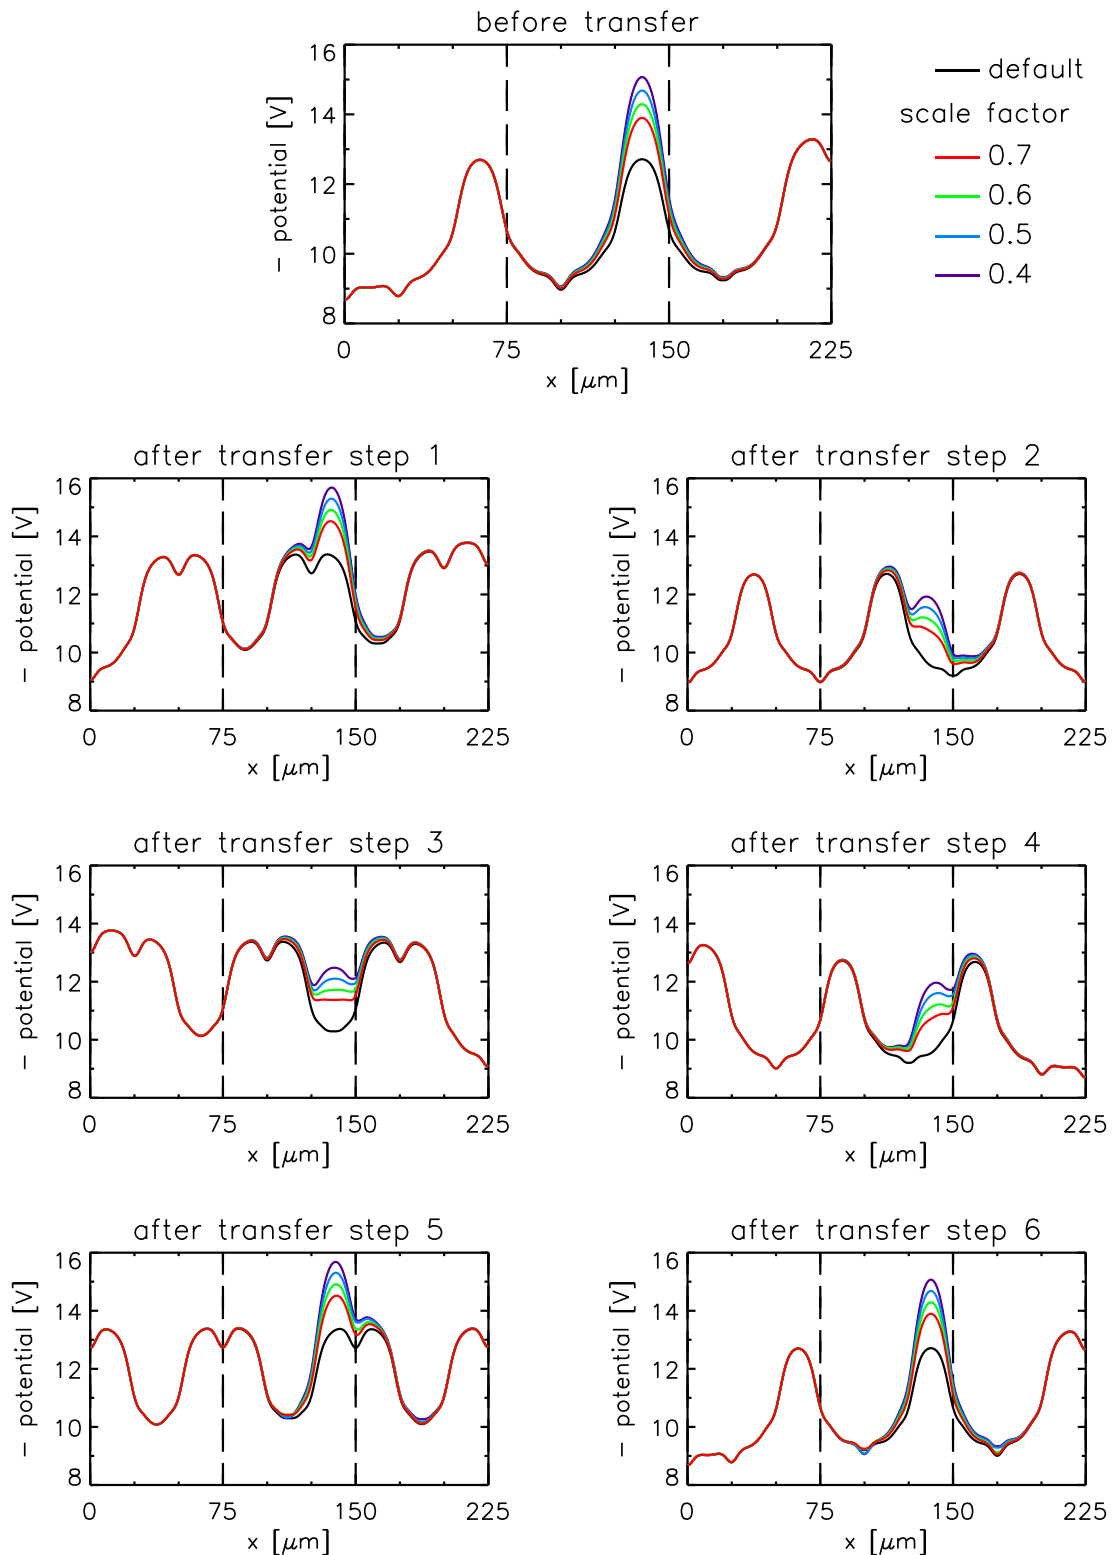 before transfer
16
14
12
10
8
− potential [V]
0 75 150 225
x [μm]
default
scale factor
0.7
0.6
0.5
0.4
after transfer step 1
16
14
12
10
8
− potential [V]
0 75 150 225
x [μm]
after transfer step 2
16
14
12
10
8
− potential [V]
0 75 150 225
x [μm]
after transfer step 3
16
14
12
10
8
− potential [V]
0 75 150 225
x [μm]
after transfer step 4
16
14
12
10
8
− potential [V]
0 75 150 225
x [μm]
after transfer step 5
16
14
12
10
8
− potential [V]
0 75 150 225
x [μm]
after transfer step 6
16
14
12
10
8
− potential [V]
0 75 150 225
x [μm]